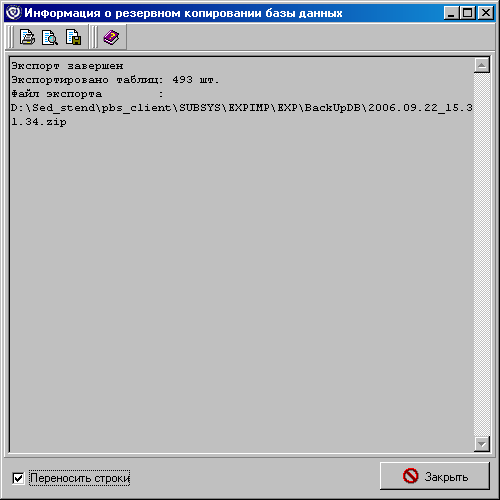 Информация о резервном копировании базы данных
Экспорт завершен
Экспортировано таблиц: 493 шт.
Файл экспорта        :
D:\Sed_stend\pbs_client\SUBSYS\EXPIMP\EXP\BackUpDB\2006.09.22_15.3
1.34.zip
Переносить строки
Закрыть